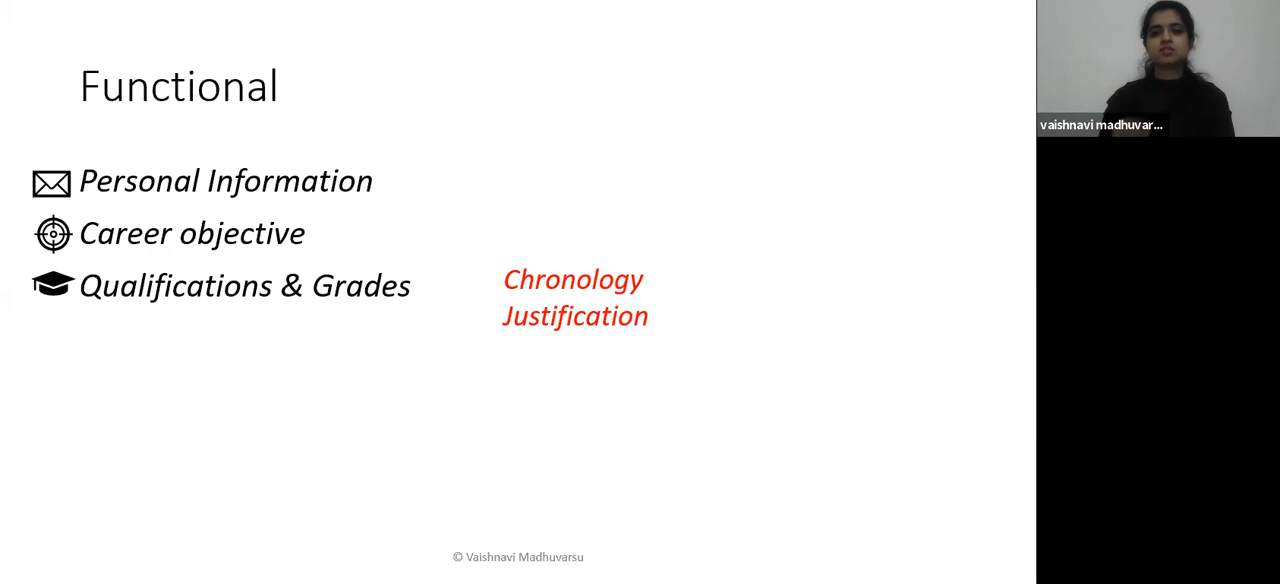 Functional
Personal Information
Career objective
Qualifications & Grades
Chronology
Justification
© Vaishnavi Madhuvarsu
vaishnavi madhuvar...